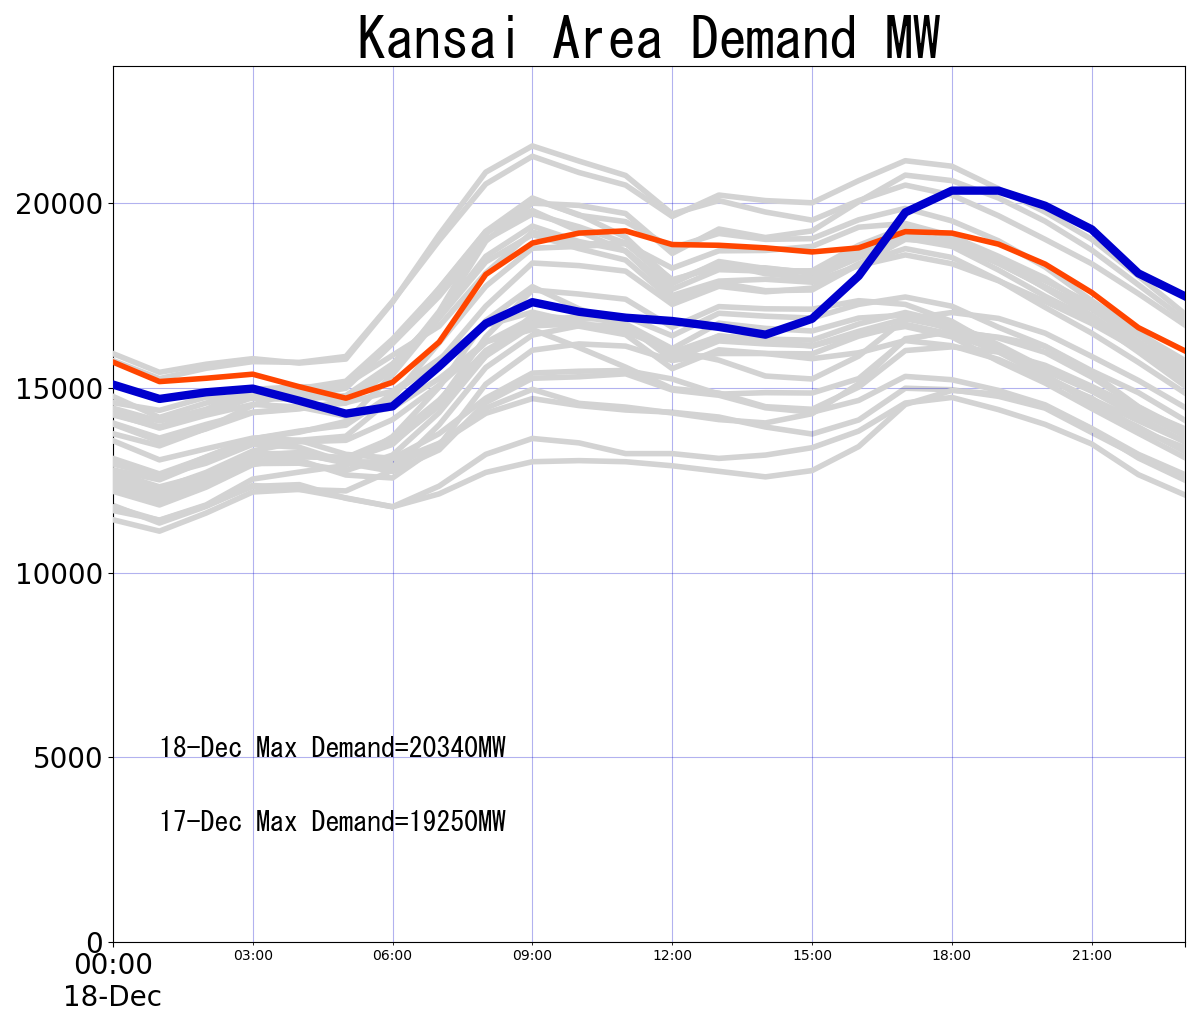 Kansai Area Demand MW
20000
15000
10000
5000
0
18-Dec Max Demand=20340MW
17-Dec Max Demand=19250MW
00:00 03:00 06:00 09:00 12:00 15:00 18:00 21:00
18-Dec